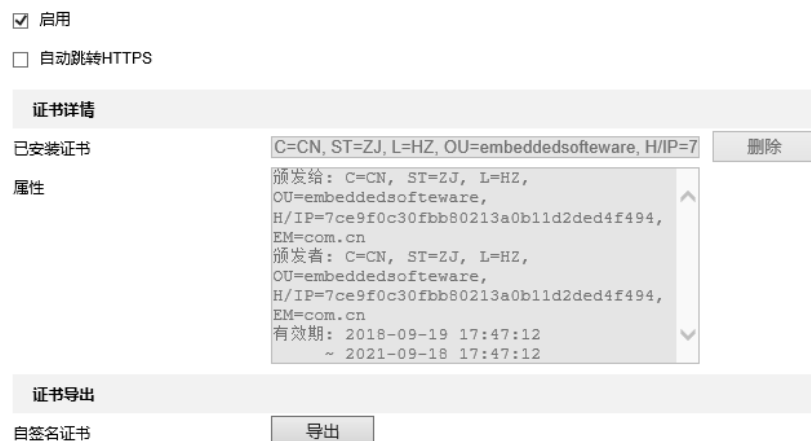 启用
自动跳转HTTPS
证书详情
已安装证书 C=CN, ST=ZJ, L=HZ, OU=embeddedsofteware, H/IP=7 删除
属性 颁发给: C=CN, ST=ZJ, L=HZ,
OU=embeddedsofteware,
H/IP=7ce9f0c30fbb80213a0b11d2ded4f494,
EM=com.cn
颁发者: C=CN, ST=ZJ, L=HZ,
OU=embeddedsofteware,
H/IP=7ce9f0c30fbb80213a0b11d2ded4f494,
EM=com.cn
有效期: 2018-09-19 17:47:12
~ 2021-09-18 17:47:12
证书导出
自签名证书 导出